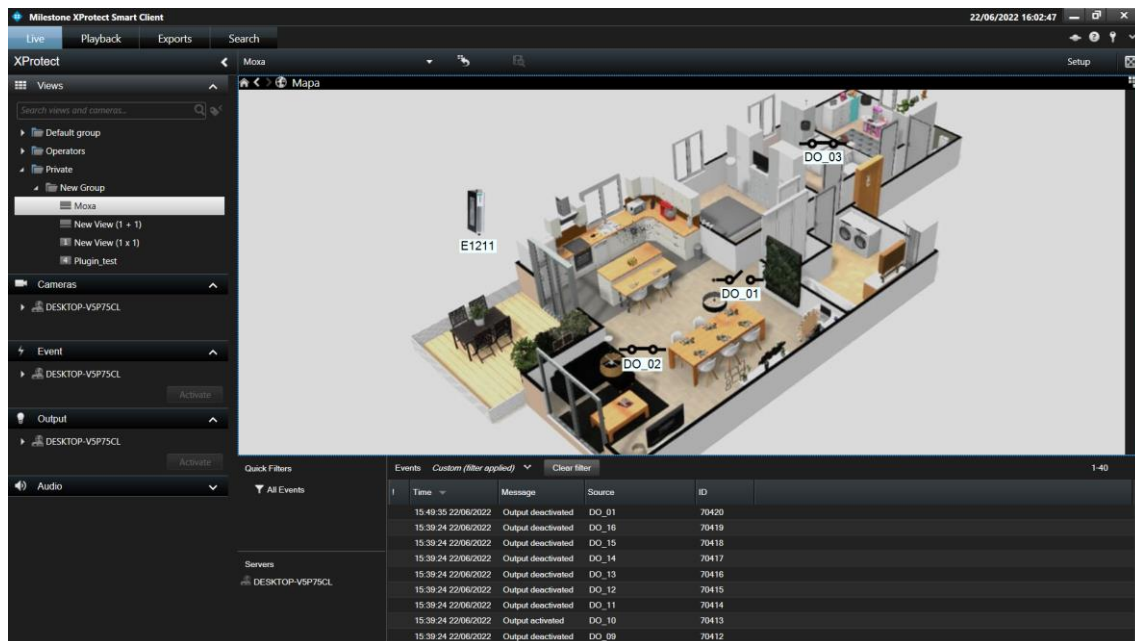 Milestone XProtect Smart Client
22/06/2022 16:02:47
Live Playback Exports Search
XProtect
Moxa
Setup
Views
Mapa
Search views and cameras...
Default group
Operators
Private
New Group
Moxa
New View (1 + 1)
New View (1 x 1)
Plugin_test
Cameras
DESKTOP-V5P75CL
Event
DESKTOP-V5P75CL
Activate
Output
DESKTOP-V5P75CL
Activate
Audio
DO_03
E1211
DO_01
DO_02
Quick Filters
All Events
Servers
DESKTOP-V5P75CL
Events Custom (filter applied) Clear filter 1-40
! Time Message Source ID
15:49:35 22/06/2022 Output deactivated DO_01 70420
15:39:24 22/06/2022 Output deactivated DO_16 70419
15:39:24 22/06/2022 Output deactivated DO_15 70418
15:39:24 22/06/2022 Output deactivated DO_14 70417
15:39:24 22/06/2022 Output deactivated DO_13 70416
15:39:24 22/06/2022 Output deactivated DO_12 70415
15:39:24 22/06/2022 Output deactivated DO_11 70414
15:39:24 22/06/2022 Output activated DO_10 70413
15:39:24 22/06/2022 Output deactivated DO_09 70412